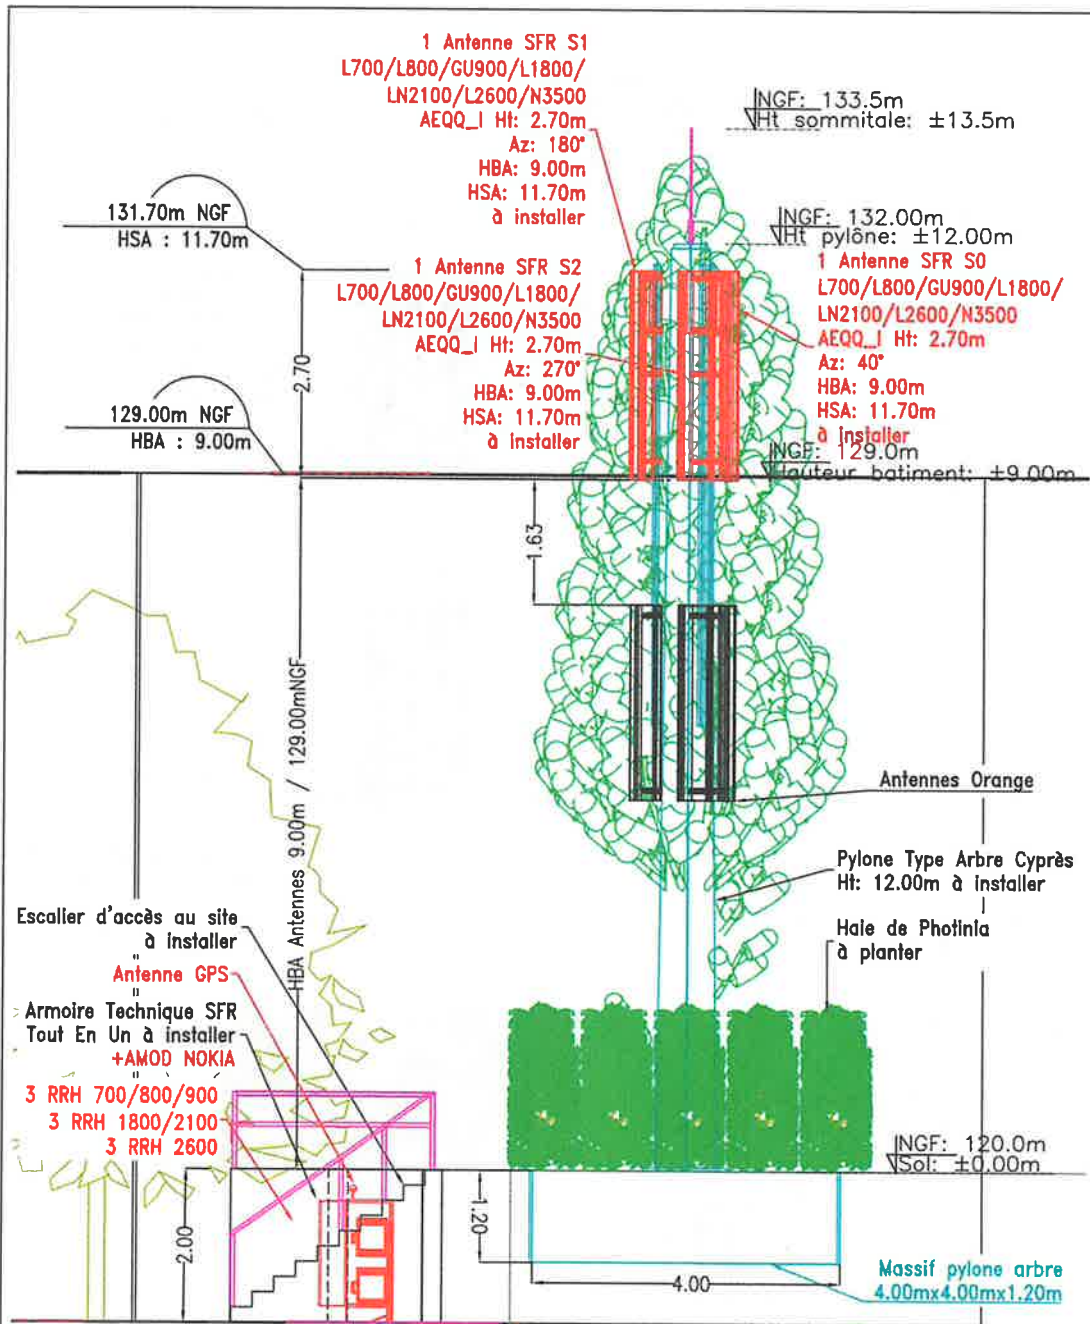 1 Antenne SFR S1
L700/L800/GU900/L1800/
LN2100/L2600/N3500
AEQQ_I Ht: 2.70m
Az: 180°
HBA: 9.00m
HSA: 11.70m
à installer
NGF: 133.5m
Ht sommitale: ±13.5m
131.70m NGF
HSA : 11.70m
NGF: 132.00m
Ht pylône: ±12.00m
1 Antenne SFR S2
L700/L800/GU900/L1800/
LN2100/L2600/N3500
AEQQ_I Ht: 2.70m
Az: 270°
HBA: 9.00m
HSA: 11.70m
à installer
1 Antenne SFR S0
L700/L800/GU900/L1800/
LN2100/L2600/N3500
AEQQ_I Ht: 2.70m
Az: 40°
HBA: 9.00m
HSA: 11.70m
à installer
2.70
129.00m NGF
HBA : 9.00m
NGF: 129.0m
Hauteur batiment: ±9.00m
1.63
HBA Antennes 9.00m / 129.00mNGF
Antennes Orange
Pylone Type Arbre Cyprès
Ht: 12.00m à installer
Haie de Photinia
à planter
Escalier d'accès au site
à installer
Antenne GPS
Armoire Technique SFR
Tout En Un à installer
+AMOD NOKIA
3 RRH 700/800/900
3 RRH 1800/2100
3 RRH 2600
NGF: 120.0m
Sol: ±0.00m
2.00
1.20
4.00
Massif pylone arbre
4.00mx4.00mx1.20m